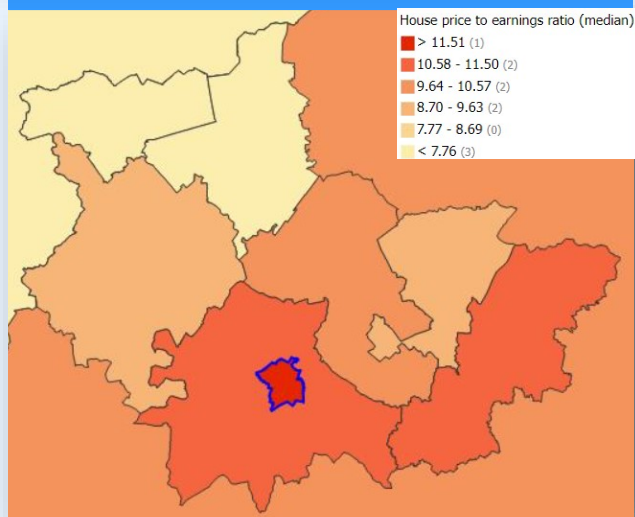 House price to earnings ratio (median)
> 11.51 (1)
10.58 - 11.50 (2)
9.64 - 10.57 (2)
8.70 - 9.63 (2)
7.77 - 8.69 (0)
< 7.76 (3)